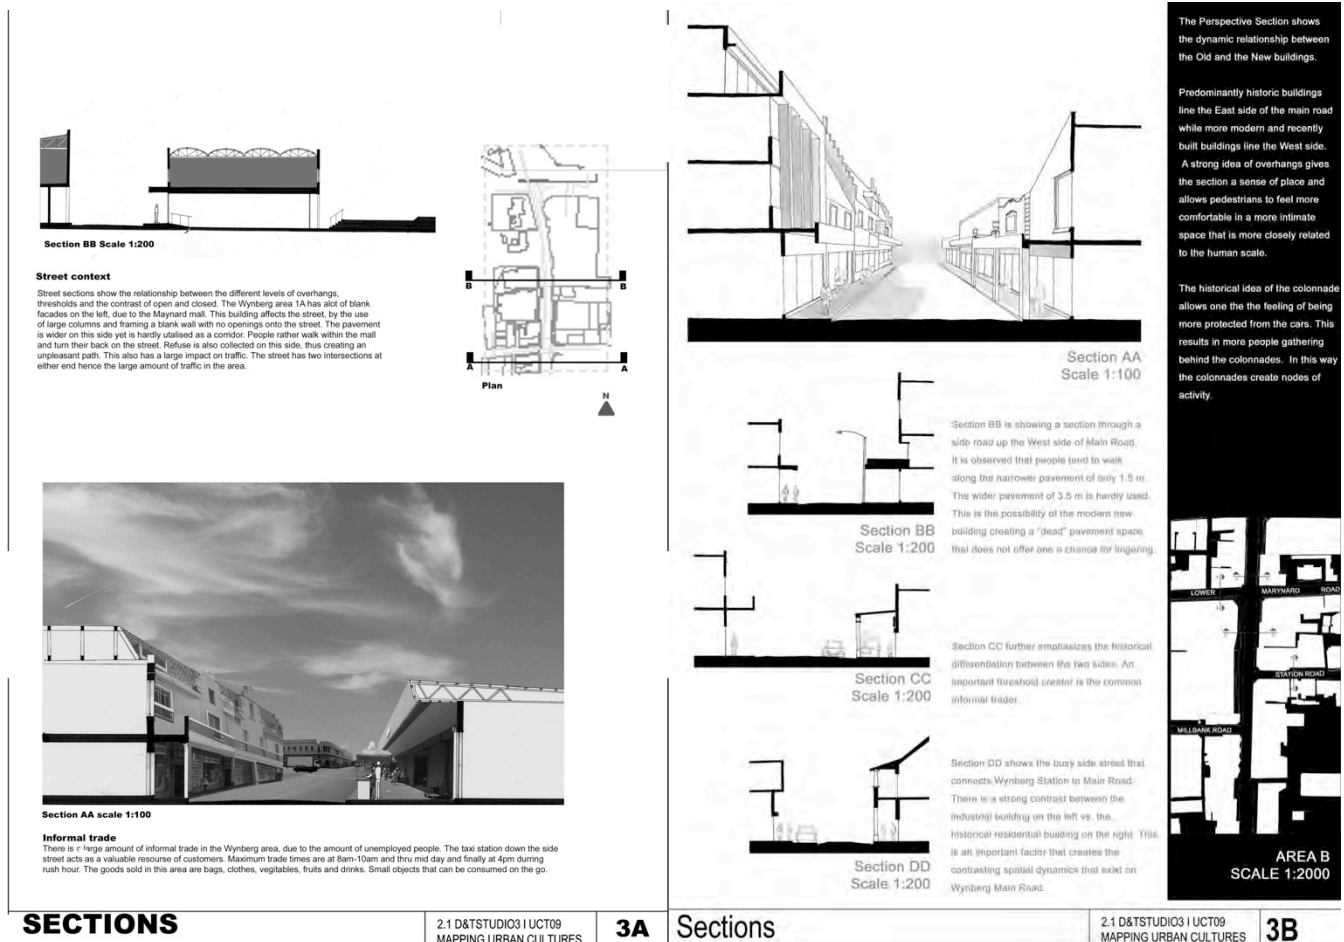 Section BB Scale 1:200
Street context
Street sections show the relationship between the different levels of overhangs,
thresholds and the contrast of open and closed. The Wynberg area 1A has alot of blank
facades on the left, due to the Maynard mall. This building affects the street, by the use
of large columns and framing a blank wall with no openings onto the street. The pavement
is wider on this side yet is hardly utalised as a corridor. People rather walk within the mall
and turn their back on the street. Refuse is also collected on this side, thus creating an
unpleasant path. This also has a large impact on traffic. The street has two intersections at
either end hence the large amount of traffic in the area.
B B
A A
Plan
N
Section AA scale 1:100
Informal trade
There is large amount of informal trade in the Wynberg area, due to the amount of unemployed people. The taxi station down the side
street acts as a valuable resourse of customers. Maximum trade times are at 8am-10am and thru mid day and finally at 4pm durring
rush hour. The goods sold in this area are bags, clothes, vegitables, fruits and drinks. Small objects that can be consumed on the go.
SECTIONS
2.1 D&TSTUDIO3 I UCT09
MAPPING URBAN CULTURES
3A
Section AA
Scale 1:100
Section BB is showing a section through a
side road up the West side of Main Road.
It is observed that people tend to walk
along the narrower pavement of only 1.5 m.
The wider pavement of 3.5 m is hardly used.
This is the possibility of the modern new
building creating a "dead" pavement space
that does not offer one a chance for lingering.
Section BB
Scale 1:200
Section CC further emphasizes the historical
differentiation between the two sides. An
important threshold creator is the common
informal trader.
Section CC
Scale 1:200
Section DD shows the busy side street that
connects Wynberg Station to Main Road.
There is a strong contrast between the
industrial building on the left vs. the
historical residential building on the right. This
is an important factor that creates the
contrasting spatial dynamics that exist on
Wynberg Main Road.
Section DD
Scale 1:200
The Perspective Section shows
the dynamic relationship between
the Old and the New buildings.
Predominantly historic buildings
line the East side of the main road
while more modern and recently
built buildings line the West side.
A strong idea of overhangs gives
the section a sense of place and
allows pedestrians to feel more
comfortable in a more intimate
space that is more closely related
to the human scale.
The historical idea of the colonnade
allows one the the feeling of being
more protected from the cars. This
results in more people gathering
behind the colonnades. In this way
the colonnades create nodes of
activity.
LOWER MARYNARD ROAD
STATION ROAD
MILLBANK ROAD
AREA B
SCALE 1:2000
Sections
2.1 D&TSTUDIO3 I UCT09
MAPPING URBAN CULTURES
3B